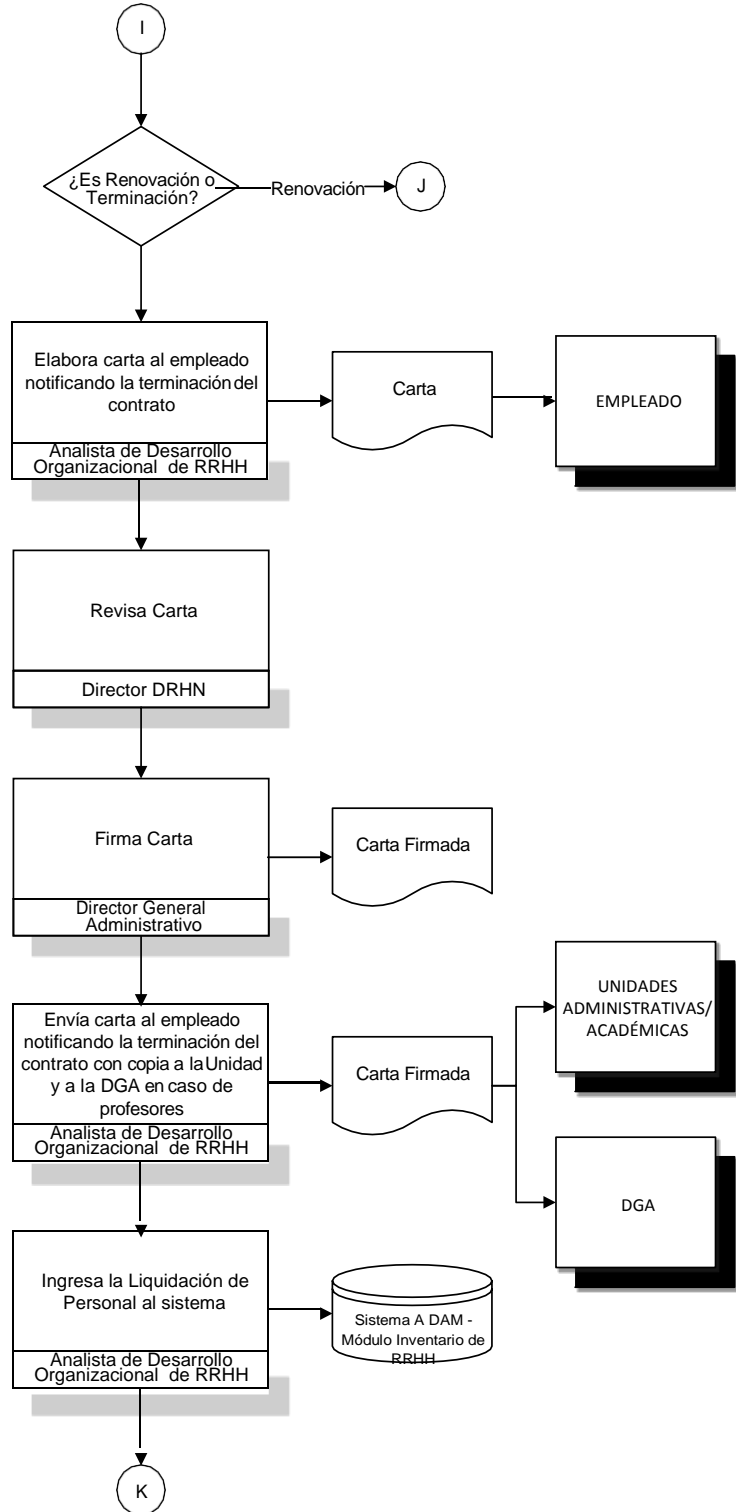 I
¿Es Renovación o
Terminación?
Renovación
J
Elabora carta al empleado
notificando la terminación del
contrato
Analista de Desarrollo
Organizacional de RRHH
Carta
EMPLEADO
Revisa Carta
Director DRHN
Firma Carta
Director General
Administrativo
Carta Firmada
Envía carta al empleado
notificando la terminación del
contrato con copia a la Unidad
y a la DGA en caso de
profesores
Analista de Desarrollo
Organizacional de RRHH
Carta Firmada
UNIDADES
ADMINISTRATIVAS/
ACADÉMICAS
DGA
Ingresa la Liquidación de
Personal al sistema
Analista de Desarrollo
Organizacional de RRHH
Sistema A DAM -
Módulo Inventario de
RRHH
K